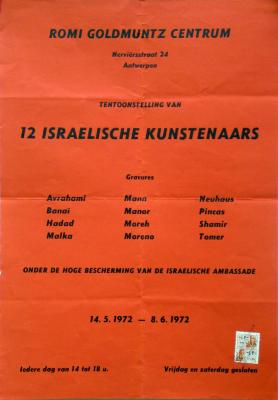 ROMI GOLDMUNTZ CENTRUM
Nerviërsstraat 24
Antwerpen
TENTOONSTELLING VAN
12 ISRAELISCHE KUNSTENAARS
Gravures
Avrahami Mann Neuhaus
Banai Manor Pincas
Hadad Moreh Shamir
Malka Moreno Tomer
ONDER DE HOGE BESCHERMING VAN DE ISRAELISCHE AMBASSADE
14.5.1972 — 8.6.1972
Iedere dag van 14 tot 18 u. Vrijdag en zaterdag gesloten